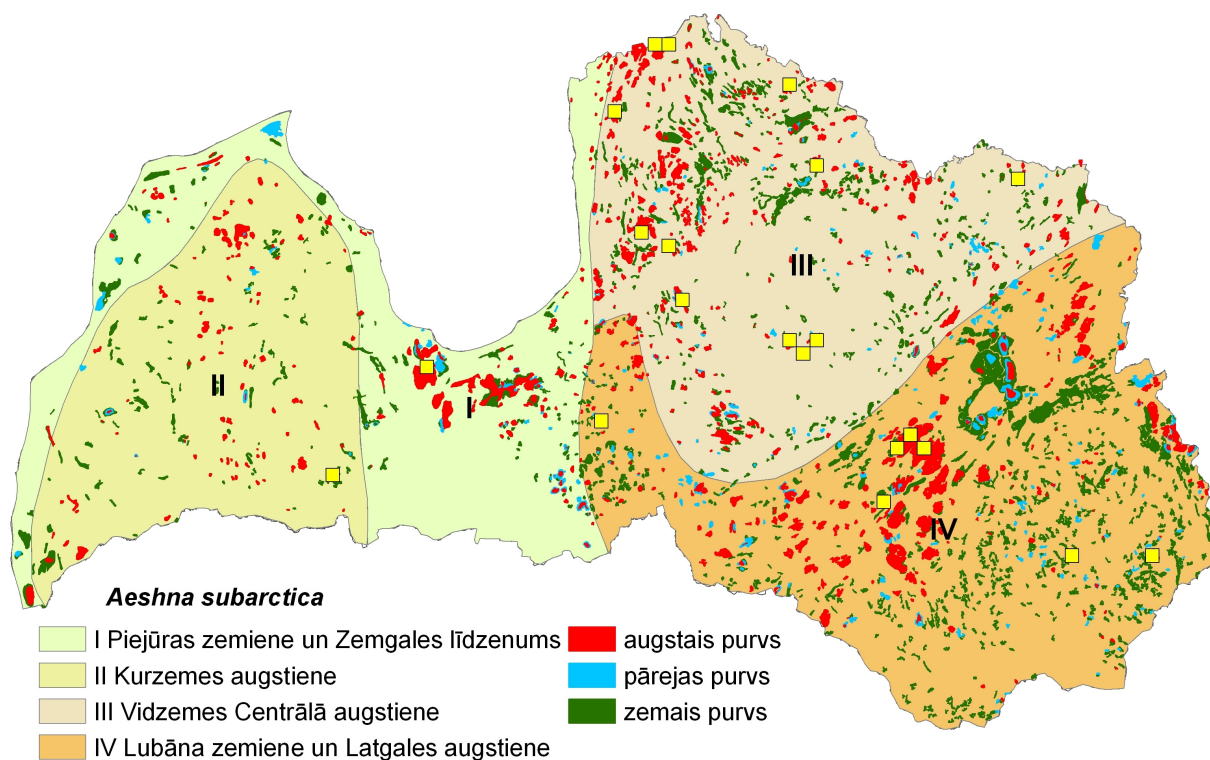 III
II
I
IV
Aeshna subarctica
I Piejūras zemiene un Zemgales līdzenums
II Kurzemes augstiene
III Vidzemes Centrālā augstiene
IV Lubāna zemiene un Latgales augstiene
augstais purvs
pārejas purvs
zemais purvs